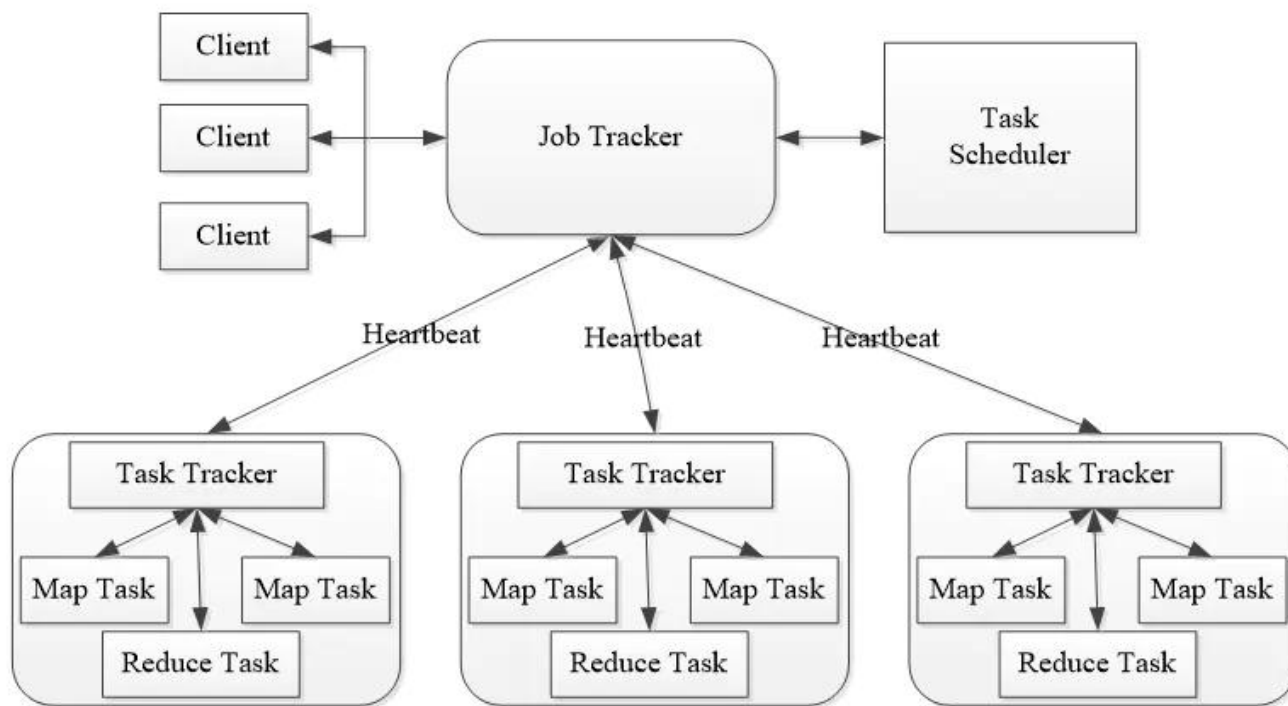 Client
Client
Client
Job Tracker
Task
Scheduler
Heartbeat
Heartbeat
Heartbeat
Task Tracker
Map Task
Map Task
Reduce Task
Task Tracker
Map Task
Map Task
Reduce Task
Task Tracker
Map Task
Map Task
Reduce Task